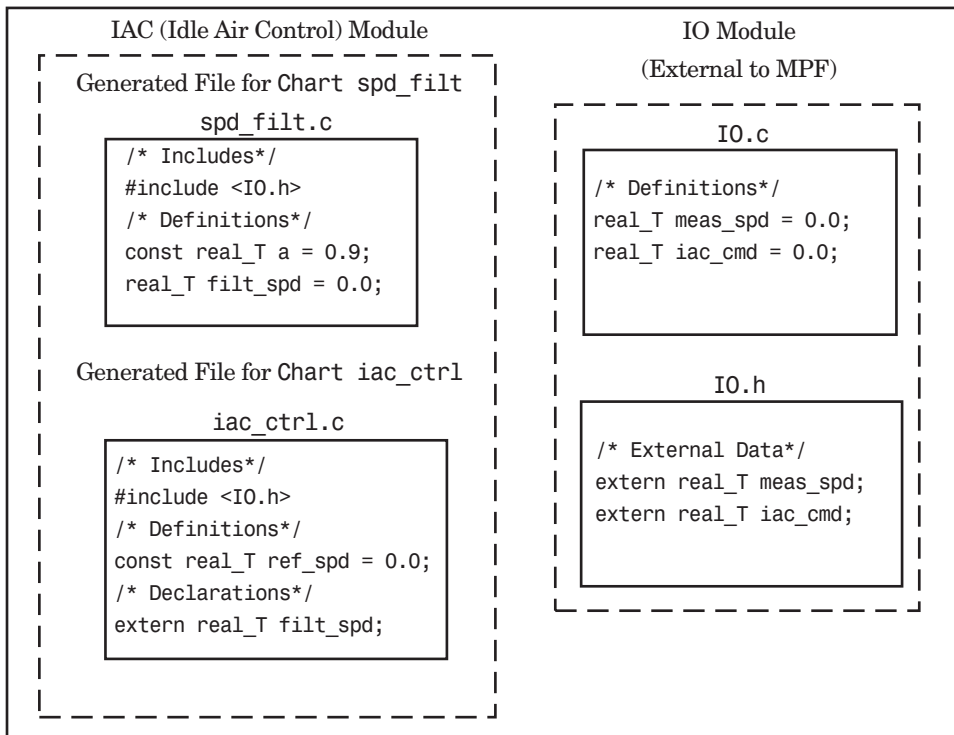 IAC (Idle Air Control) Module
Generated File for Chart spd_filt
spd_filt.c
/* Includes*/
#include <IO.h>
/* Definitions*/
const real_T a = 0.9;
real_T filt_spd = 0.0;
Generated File for Chart iac_ctrl
iac_ctrl.c
/* Includes*/
#include <IO.h>
/* Definitions*/
const real_T ref_spd = 0.0;
/* Declarations*/
extern real_T filt_spd;
IO Module
(External to MPF)
IO.c
/* Definitions*/
real_T meas_spd = 0.0;
real_T iac_cmd = 0.0;
IO.h
/* External Data*/
extern real_T meas_spd;
extern real_T iac_cmd;